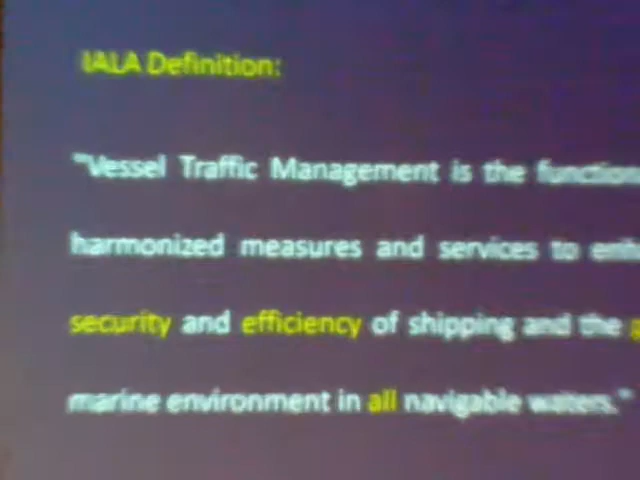 IALA Definition:
"Vessel Traffic Management is the function
harmonized measures and services to enh
security and efficiency of shipping and the
marine environment in all navigable waters."